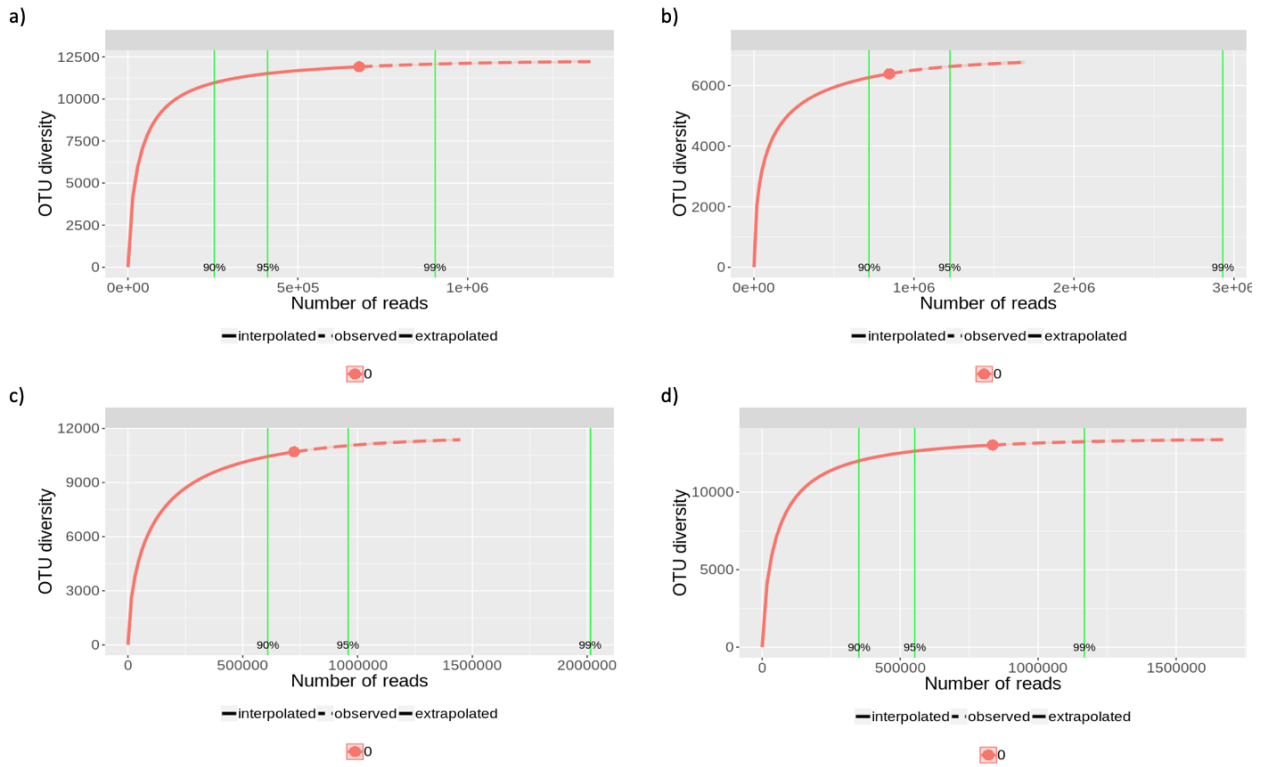 a)
12500
10000
7500
5000
2500
0
OTU diversity
90% 95% 99%
0e+00 5e+05 1e+06
Number of reads
interpolated observed extrapolated
0
b)
6000
4000
2000
0
OTU diversity
90% 95% 99%
0e+00 1e+06 2e+06 3e+0
Number of reads
interpolated observed extrapolated
0
c)
12000
9000
6000
3000
0
OTU diversity
90% 95% 99%
0 500000 1000000 1500000 2000000
Number of reads
interpolated observed extrapolated
0
d)
10000
5000
0
OTU diversity
90% 95% 99%
0 500000 1000000 1500000
Number of reads
interpolated observed extrapolated
0